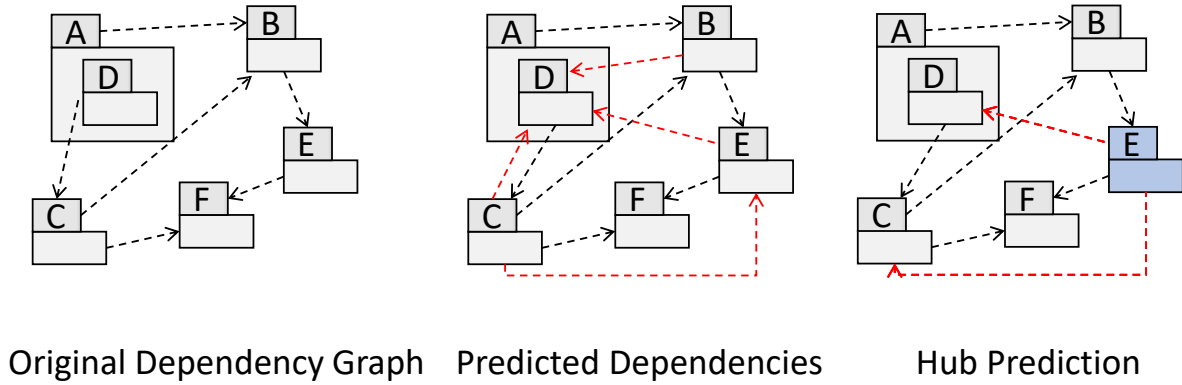 A
B
D
E
C
F
Original Dependency Graph
A
B
D
E
C
F
Predicted Dependencies
A
B
D
E
C
F
Hub Prediction